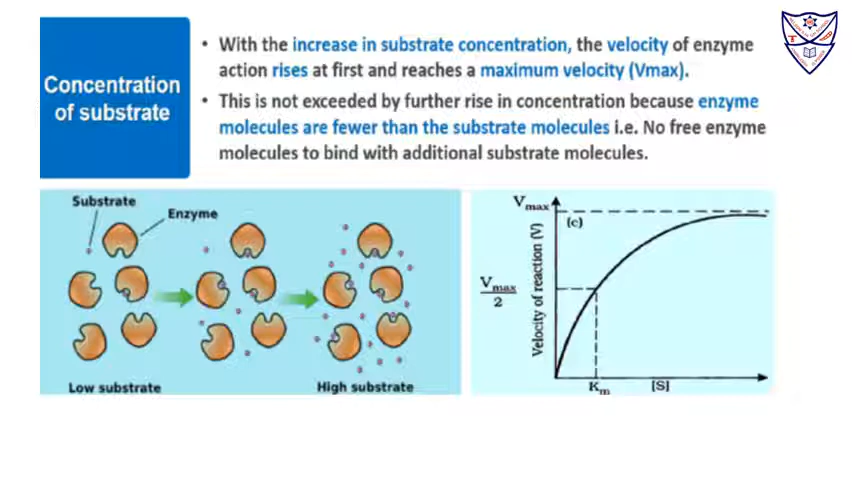 Concentration
of substrate
• With the increase in substrate concentration, the velocity of enzyme
action rises at first and reaches a maximum velocity (Vmax).
• This is not exceeded by further rise in concentration because enzyme
molecules are fewer than the substrate molecules i.e. No free enzyme
molecules to bind with additional substrate molecules.
Substrate
Enzyme
Low substrate
High substrate
Vmax
(c)
Velocity of reaction (V)
Vmax
2
Km
[S]